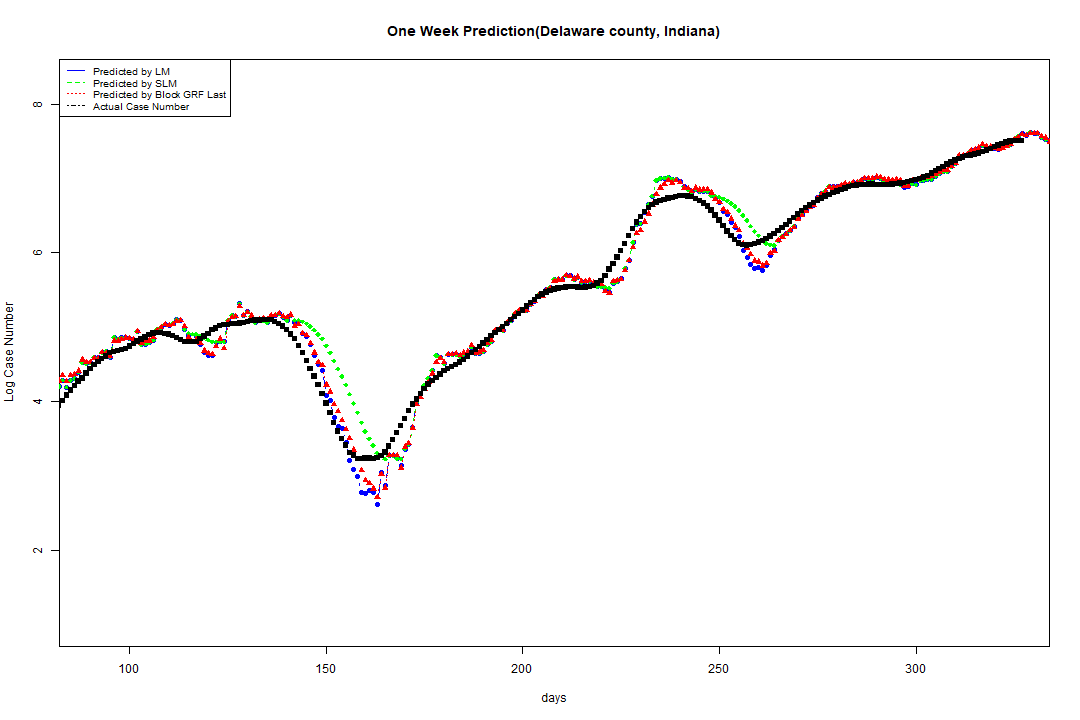 One Week Prediction(Delaware county, Indiana)
Predicted by LM
Predicted by SLM
Predicted by Block GRF Last
Actual Case Number
8
6
4
2
Log Case Number
100 150 200 250 300
days